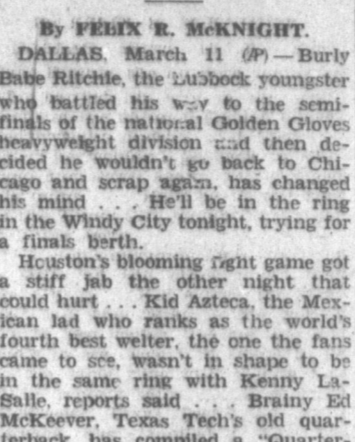 By FELIX R. McKNIGHT.
DALLAS, March 11 (AP)—Burly
Babe Ritchie, the Lubbock youngster
who battled his way to the semi-
finals of the national Golden Gloves
heavyweight division and then de-
cided he wouldn't go back to Chi-
cago and scrap again, has changed
his mind . . . He'll be in the ring
in the Windy City tonight, trying for
a finals berth.
Houston's blooming fight game got
a stiff jab the other night that
could hurt . . . Kid Azteca, the Mex-
ican lad who ranks as the world's
fourth best welter, the one the fans
came to see, wasn't in shape to be
in the same ring with Kenny La-
Salle, reports said . . . Brainy Ed
McKeever, Texas Tech's old quar-
terback, has compiled a "Quarter-